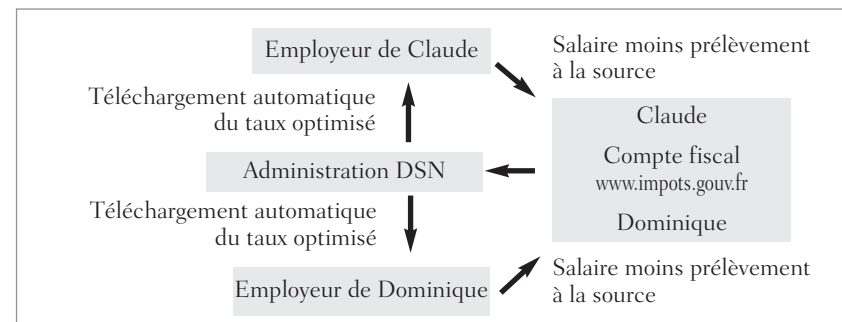 Employeur de Claude
Salaire moins prélèvement
à la source
Téléchargement automatique
du taux optimisé
Claude
Compte fiscal
www.impots.gouv.fr
Dominique
Administration DSN
Téléchargement automatique
du taux optimisé
Employeur de Dominique
Salaire moins prélèvement
à la source